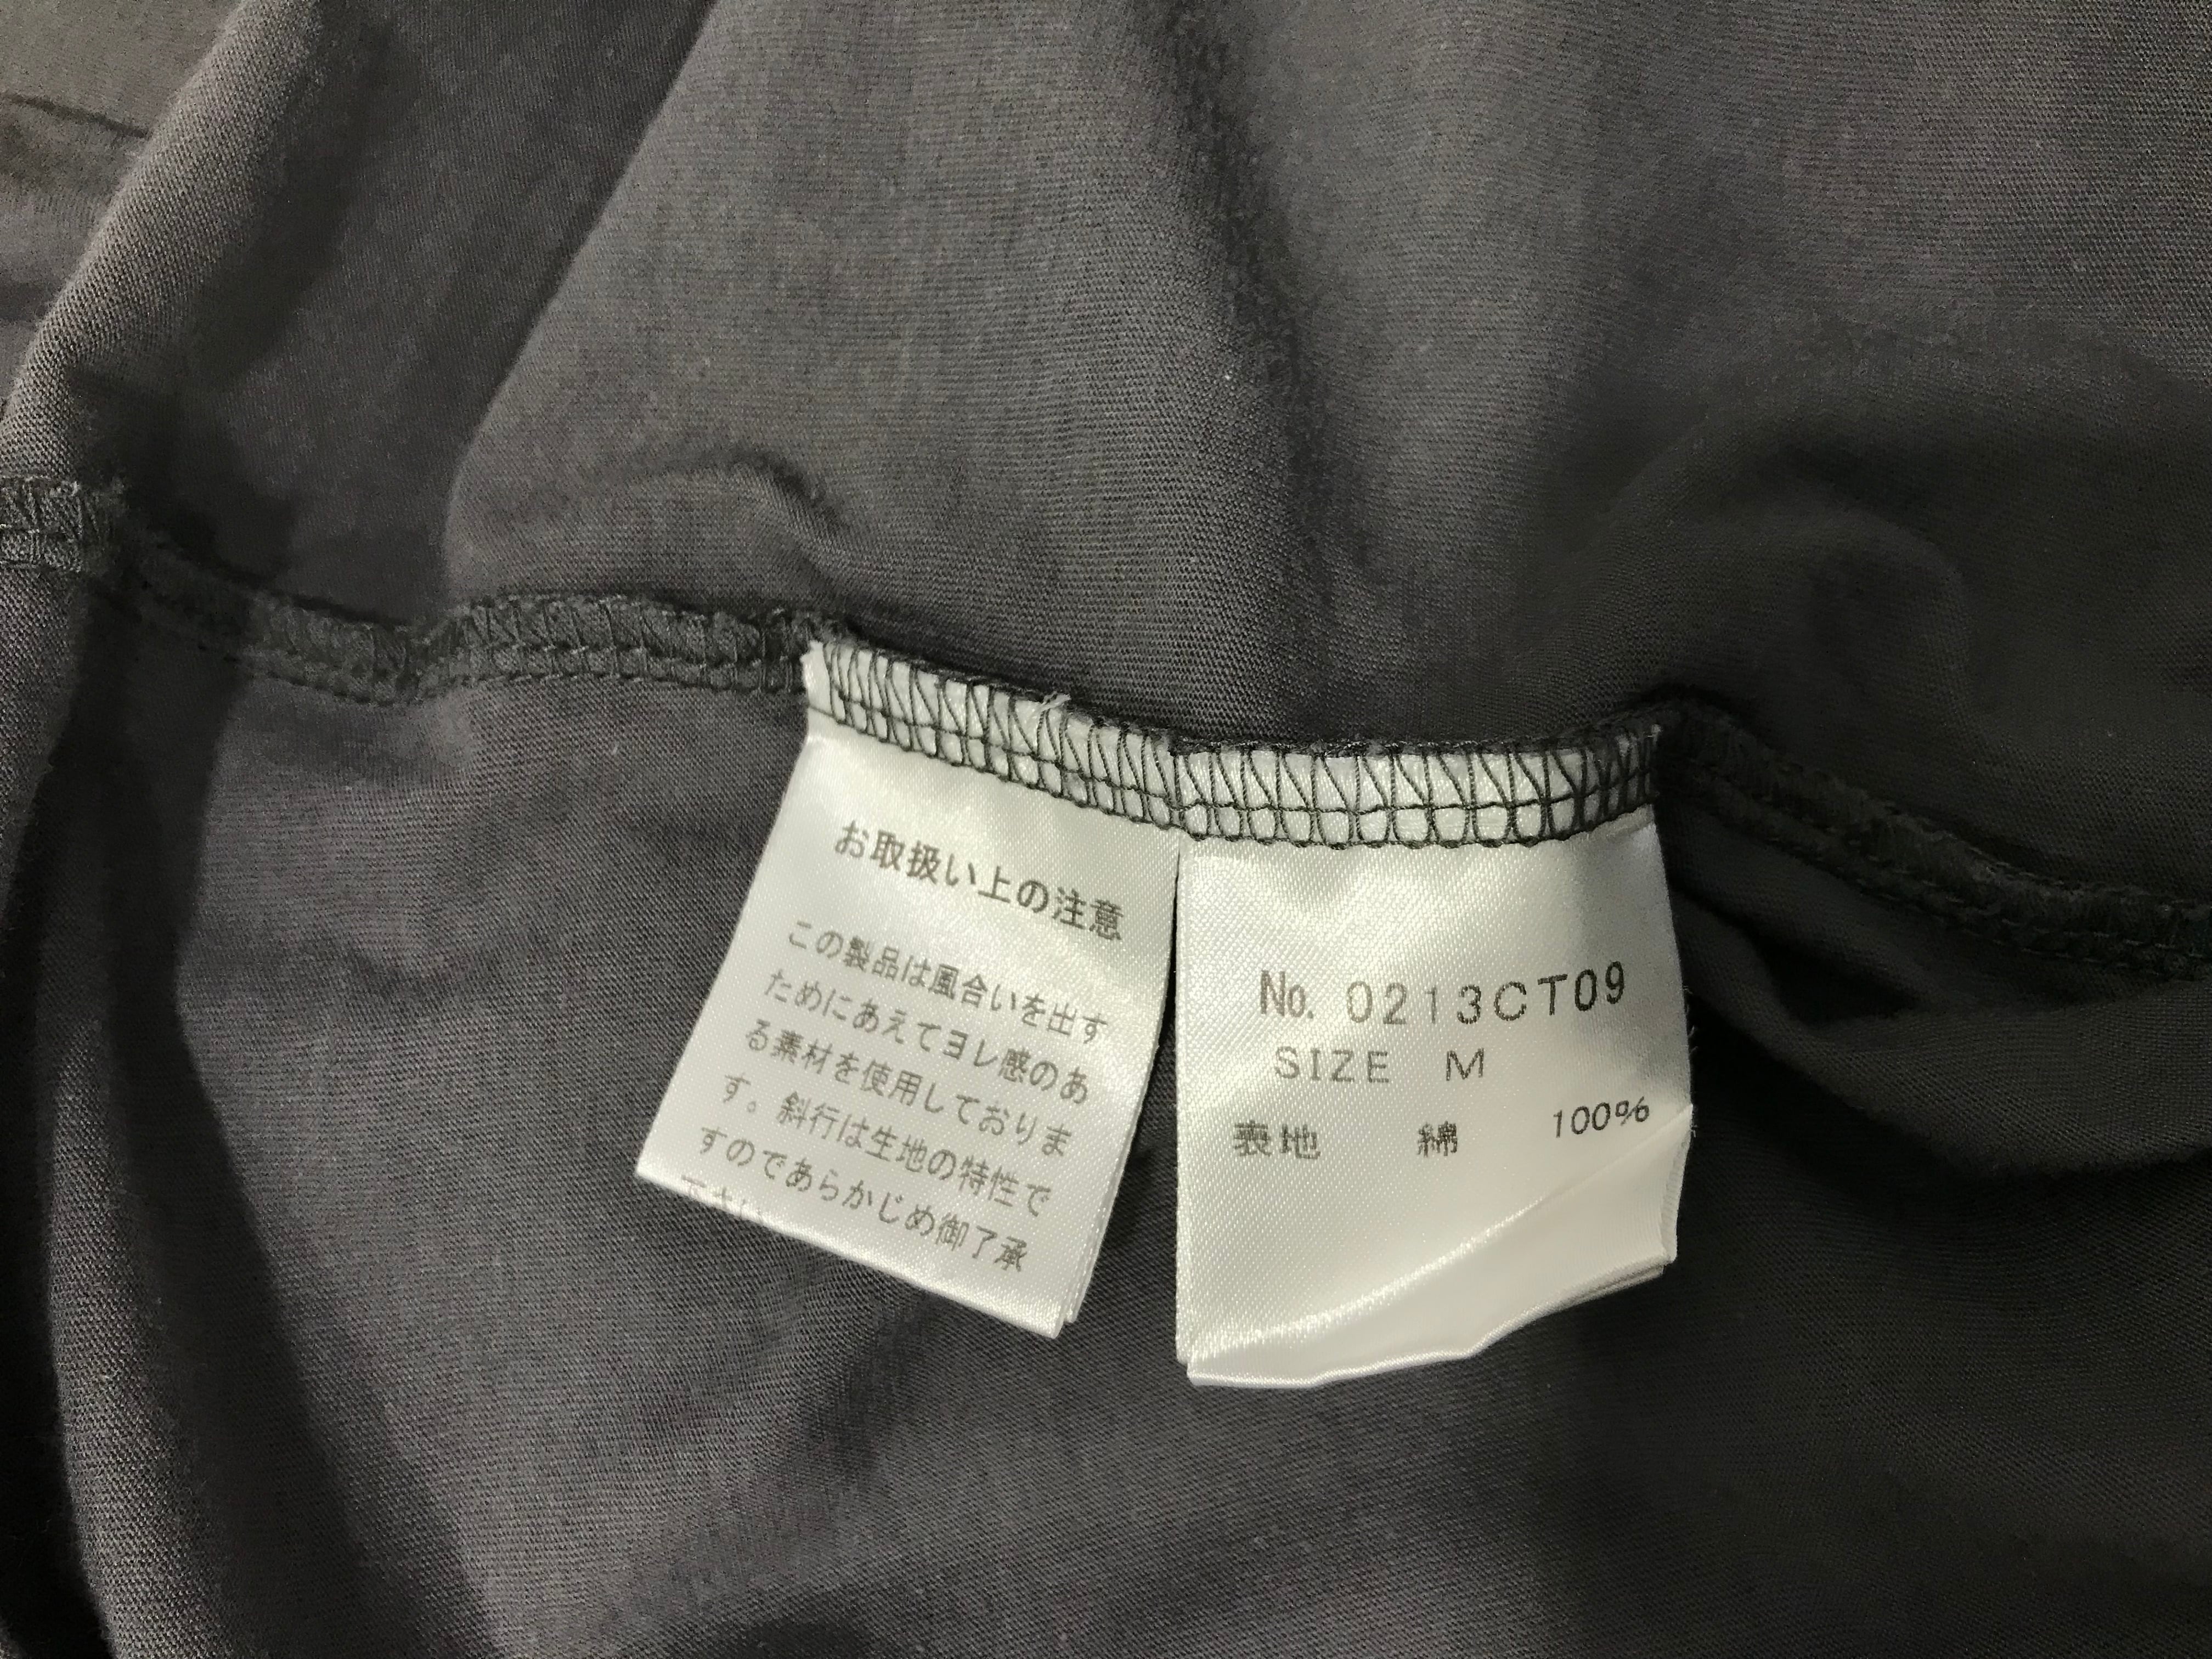 お取扱い上の注意
この製品は風合いを出す
ためにあえてヨレ感のあ
る素材を使用しておりま
す。斜行は生地の特性で
すのであらかじめ御了承
下さい
No. 0213CT09
SIZE M
表地 綿 100%